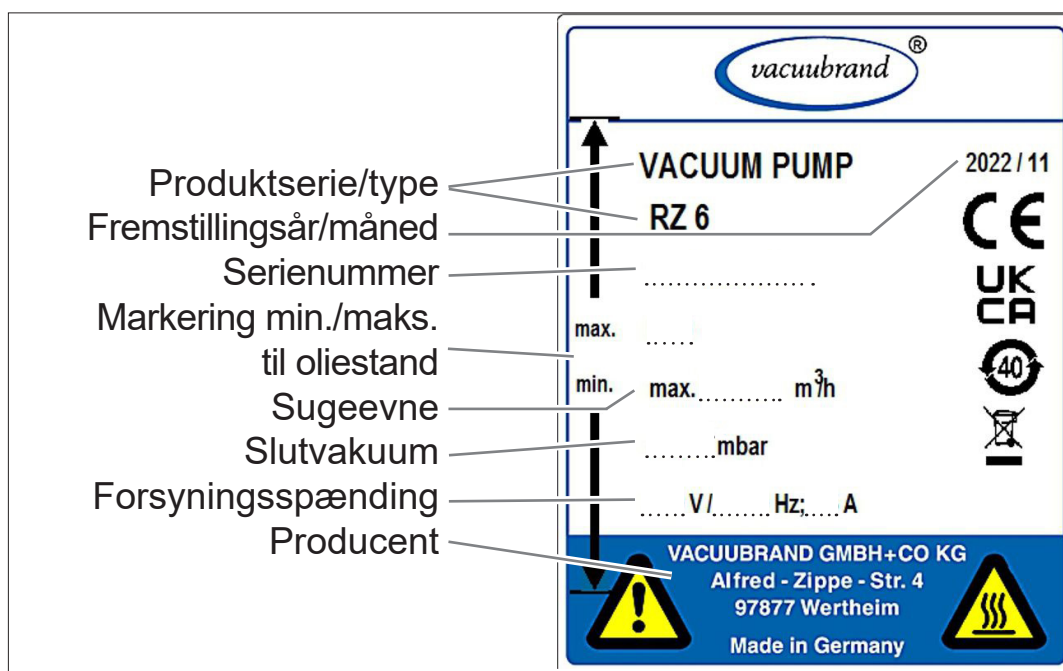 vacuubrand ®
Produktserie/type
Fremstillingsår/måned
Serienummer
Markering min./maks.
til oliestand
Sugeevne
Slutvakuum
Forsyningsspænding
Producent
VACUUM PUMP
2022 / 11
RZ 6
CE
UK
CA
....................
max. ......
40
min.
max.......... m³/h
........mbar
.....V /.......Hz;....A
VACUUBRAND GMBH+CO KG
Alfred - Zippe - Str. 4
97877 Wertheim
Made in Germany